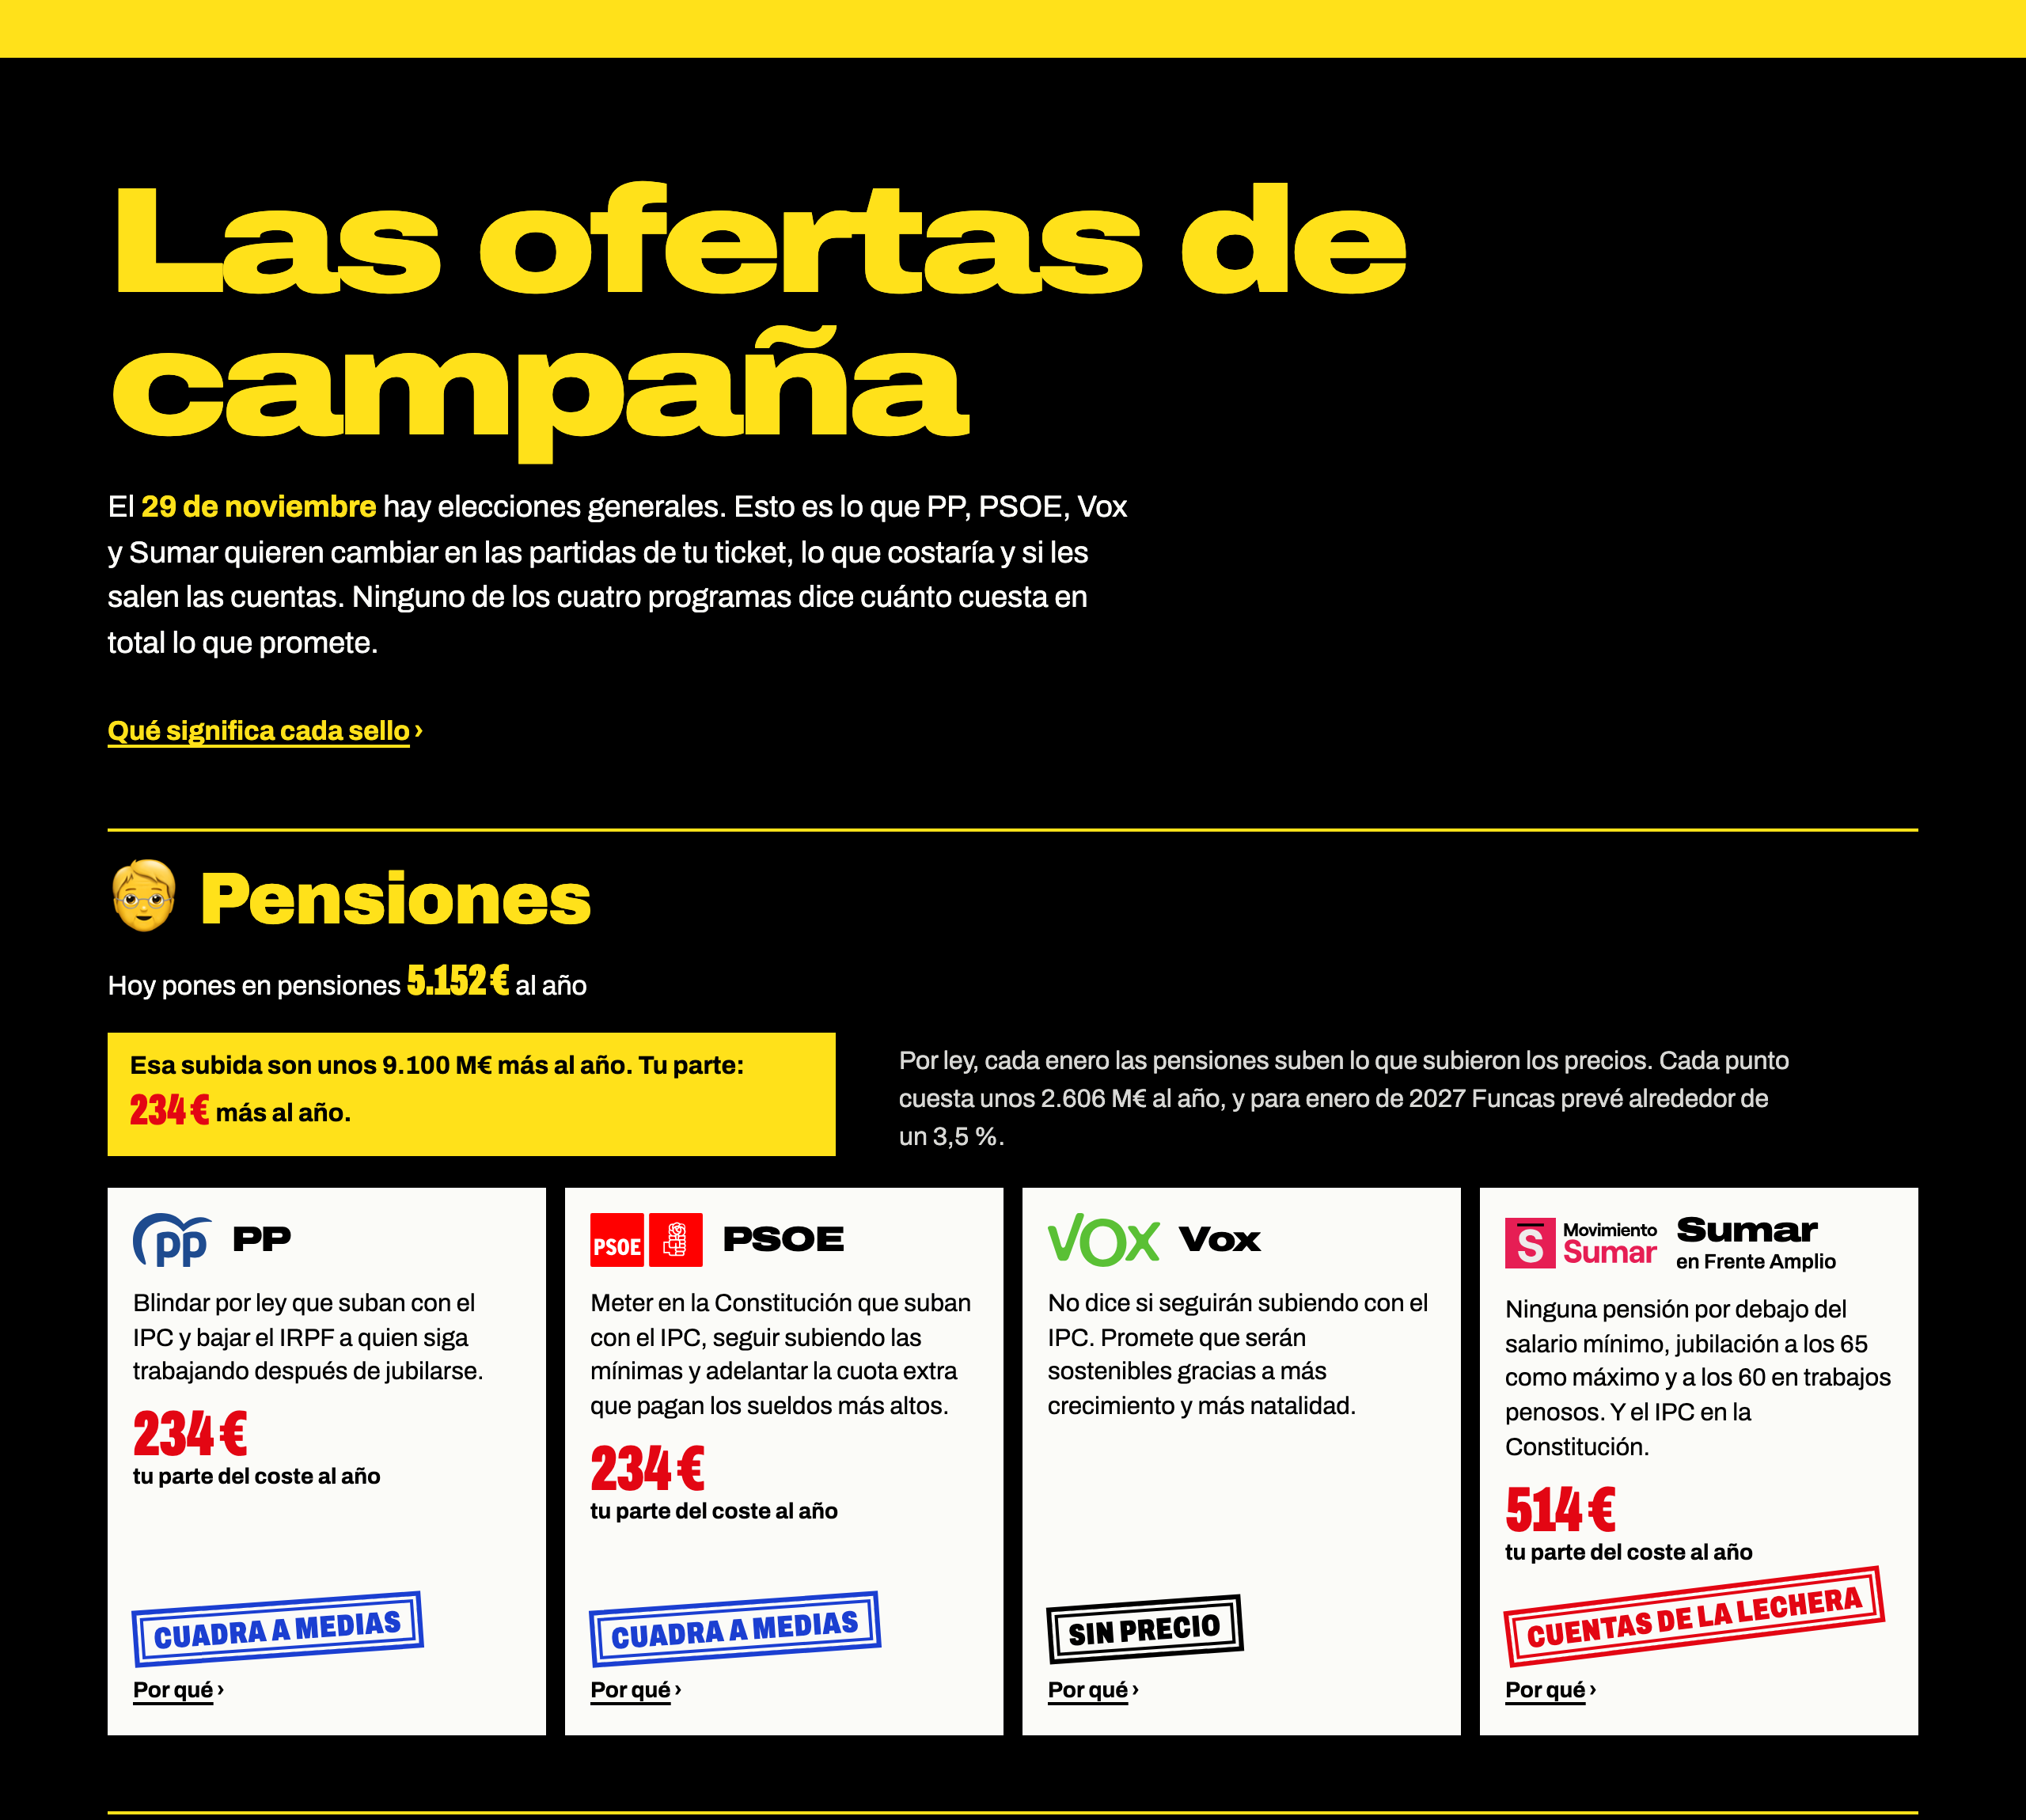 Las ofertas de
campaña
El 29 de noviembre hay elecciones generales. Esto es lo que PP, PSOE, Vox
y Sumar quieren cambiar en las partidas de tu ticket, lo que costaría y si les
salen las cuentas. Ninguno de los cuatro programas dice cuánto cuesta en
total lo que promete.
Qué significa cada sello ›
Pensiones
Hoy pones en pensiones 5.152 € al año
Esa subida son unos 9.100 M€ más al año. Tu parte:
234 € más al año.
Por ley, cada enero las pensiones suben lo que subieron los precios. Cada punto
cuesta unos 2.606 M€ al año, y para enero de 2027 Funcas prevé alrededor de
un 3,5 %.
pp PP
Blindar por ley que suban con el
IPC y bajar el IRPF a quien siga
trabajando después de jubilarse.
234 €
tu parte del coste al año
CUADRA A MEDIAS
Por qué ›
PSOE PSOE
Meter en la Constitución que suban
con el IPC, seguir subiendo las
mínimas y adelantar la cuota extra
que pagan los sueldos más altos.
234 €
tu parte del coste al año
CUADRA A MEDIAS
Por qué ›
VOX Vox
No dice si seguirán subiendo con el
IPC. Promete que serán
sostenibles gracias a más
crecimiento y más natalidad.
SIN PRECIO
Por qué ›
S Movimiento
Sumar
Sumar
en Frente Amplio
Ninguna pensión por debajo del
salario mínimo, jubilación a los 65
como máximo y a los 60 en trabajos
penosos. Y el IPC en la
Constitución.
514 €
tu parte del coste al año
CUENTAS DE LA LECHERA
Por qué ›